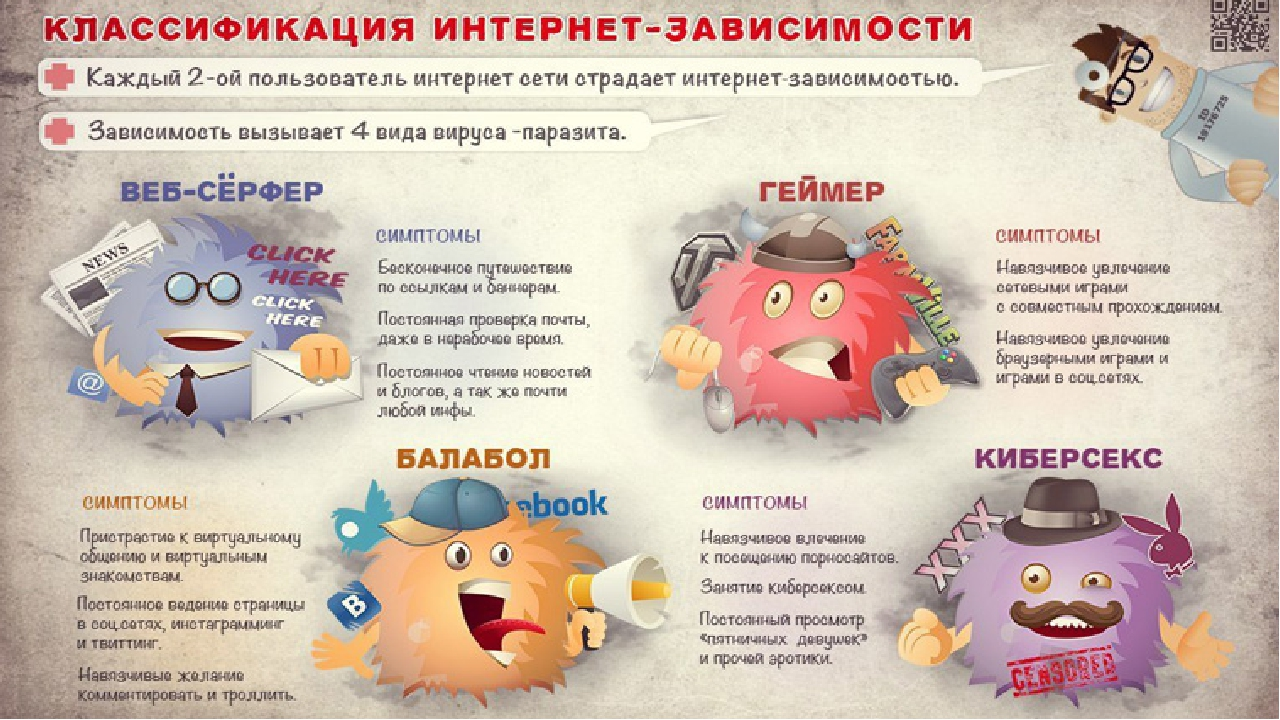 КЛАССИФИКАЦИЯ ИНТЕРНЕТ-ЗАВИСИМОСТИ
Каждый 2-ой пользователь интернет сети страдает интернет-зависимостью.
Зависимость вызывает 4 вида вируса -паразита.
ID
10176725
ВЕБ-СЁРФЕР
NEWS
CLICK
HERE
CLICK
HERE
@
СИМПТОМЫ
Бесконечное путешествие
по ссылкам и баннерам.
Постоянная проверка почты,
даже в нерабочее время.
Постоянное чтение новостей
и блогов, а так же почти
любой инфы.
ГЕЙМЕР
FARMVILLE
СИМПТОМЫ
Навязчивое увлечение
сетевыми играми
с совместным прохождением.
Навязчивое увлечение
браузерными играми и
играми в соц.сетях.
БАЛАБОЛ
СИМПТОМЫ
Пристрастие к виртуальному
общению и виртуальным
знакомствам.
Постоянное ведение страницы
в соц.сетях, инстаграмминг
и твиттинг.
Навязчивые желание
комментировать и троллить.
ebook
В
КИБЕРСЕКС
СИМПТОМЫ
Навязчивое влечение
к посещению порносайтов.
Занятие киберсексом.
Постоянный просмотр
"пятничных девушек"
и прочей эротики.
XXX
CENSORED